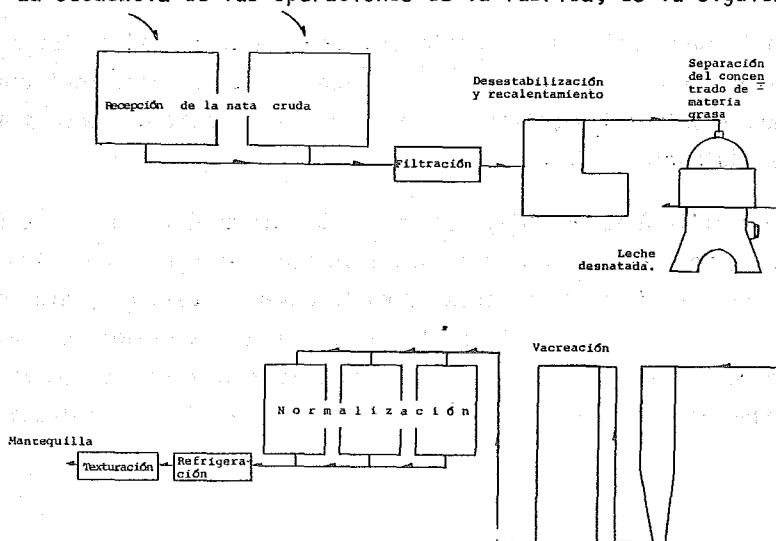 Desestabilización
y recalentamiento
Separación
del concen
trado de
materia
grasa
Recepción de la nata cruda
Filtración
Leche
desnatada.
Vacreación
Normalización
Mantequilla
Texturación
Refrigera-
ción